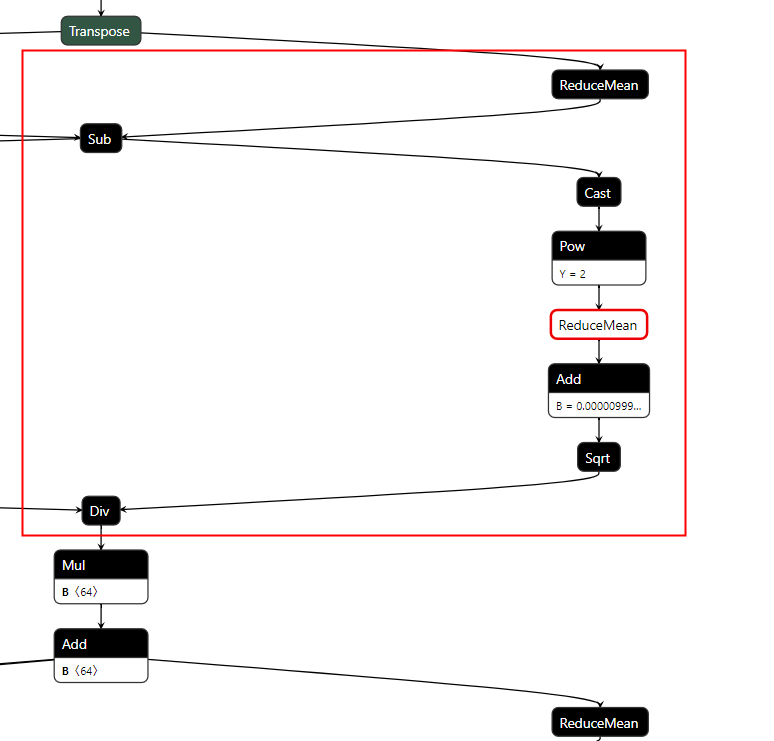 Transpose
ReduceMean
Sub
Cast
Pow
Y = 2
ReduceMean
Add
B = 0.00000999...
Sqrt
Div
Mul
B 〈64〉
Add
B 〈64〉
ReduceMean